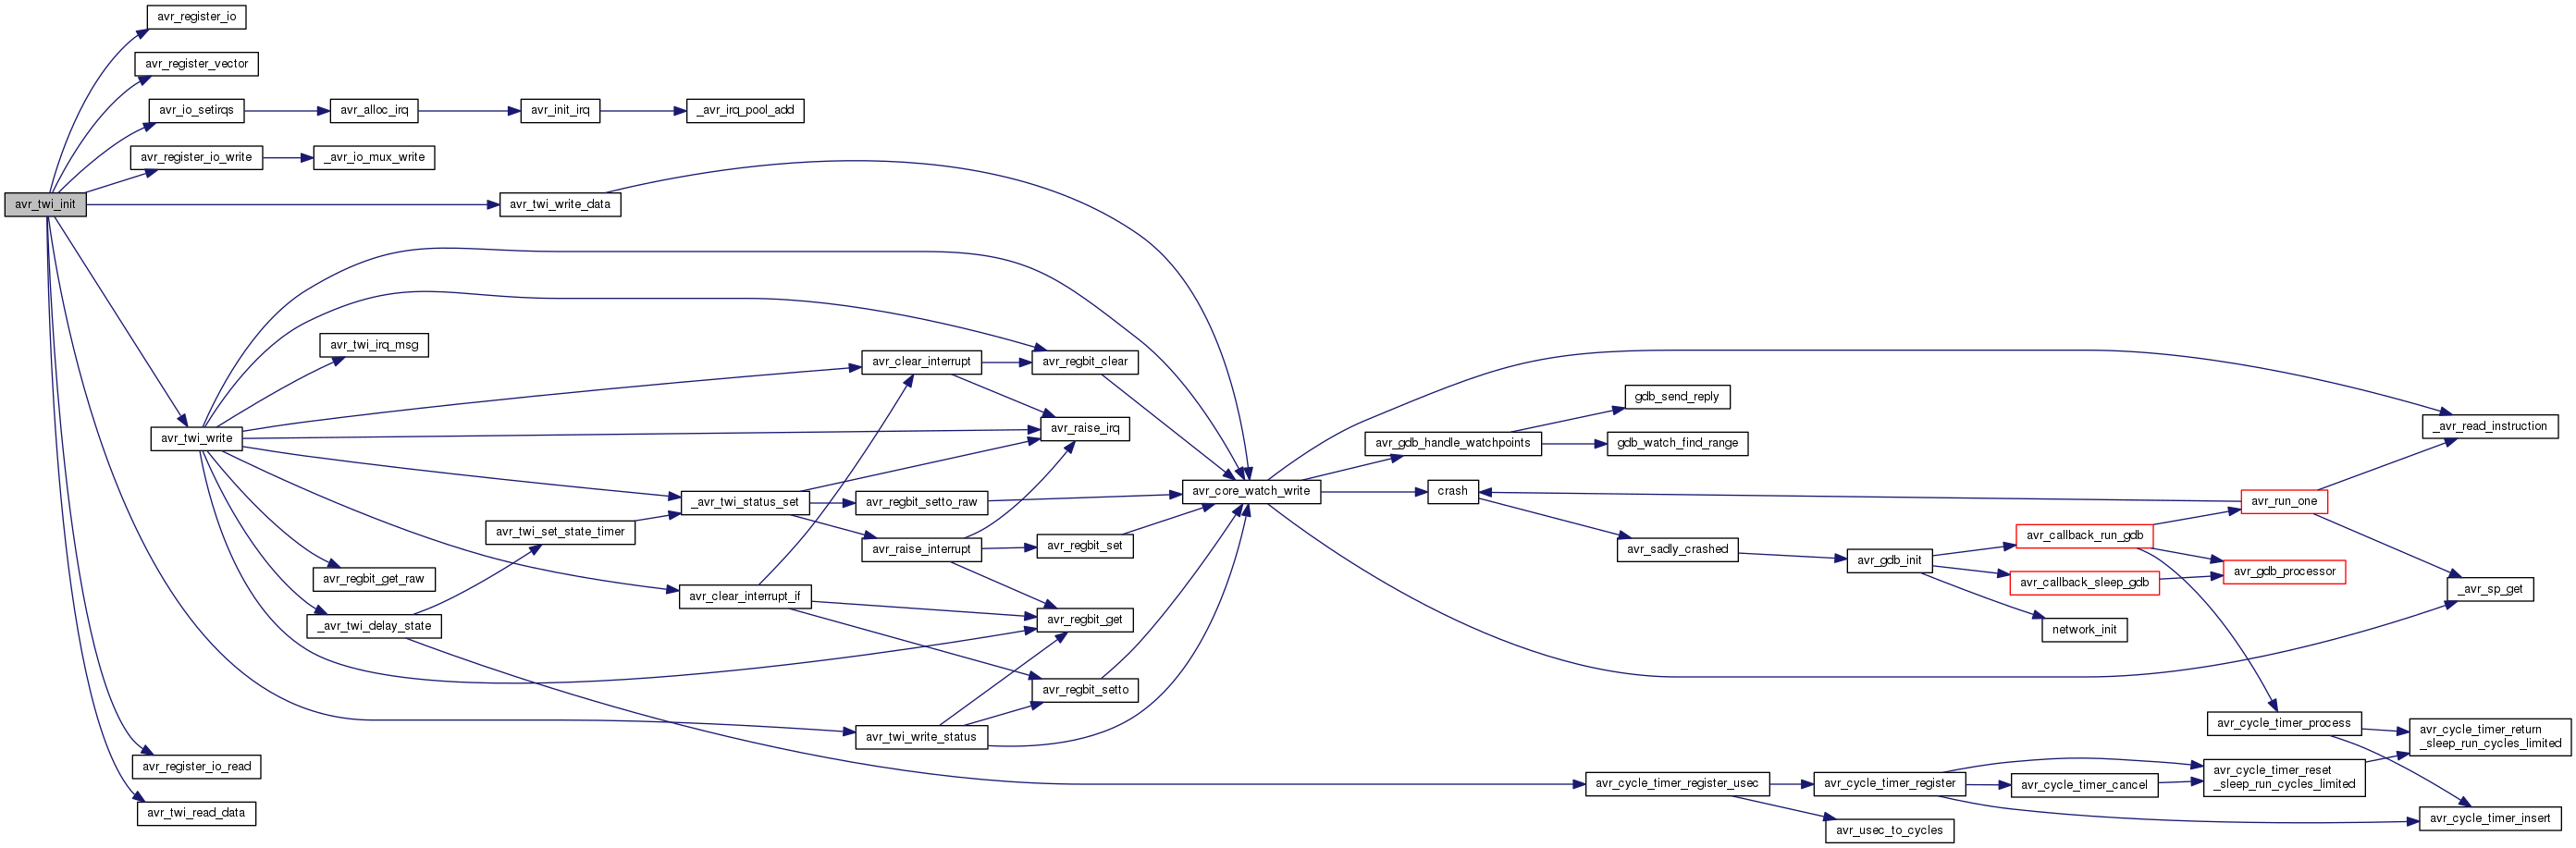 avr_register_io
avr_register_vector
avr_io_setirqs
avr_alloc_irq
avr_init_irq
_avr_irq_pool_add
avr_register_io_write
_avr_io_mux_write
avr_twi_init
avr_twi_write_data
avr_twi_irq_msg
avr_clear_interrupt
avr_regbit_clear
gdb_send_reply
avr_twi_write
avr_raise_irq
avr_gdb_handle_watchpoints
gdb_watch_find_range
_avr_read_instruction
_avr_twi_status_set
avr_regbit_setto_raw
avr_core_watch_write
crash
avr_run_one
avr_twi_set_state_timer
avr_raise_interrupt
avr_regbit_set
avr_sadly_crashed
avr_gdb_init
avr_callback_run_gdb
avr_gdb_processor
avr_regbit_get_raw
avr_callback_sleep_gdb
_avr_sp_get
avr_clear_interrupt_if
_avr_twi_delay_state
avr_regbit_get
network_init
avr_regbit_setto
avr_twi_write_status
avr_cycle_timer_process
avr_cycle_timer_return
_sleep_run_cycles_limited
avr_register_io_read
avr_cycle_timer_register_usec
avr_cycle_timer_register
avr_cycle_timer_cancel
avr_cycle_timer_reset
_sleep_run_cycles_limited
avr_twi_read_data
avr_usec_to_cycles
avr_cycle_timer_insert